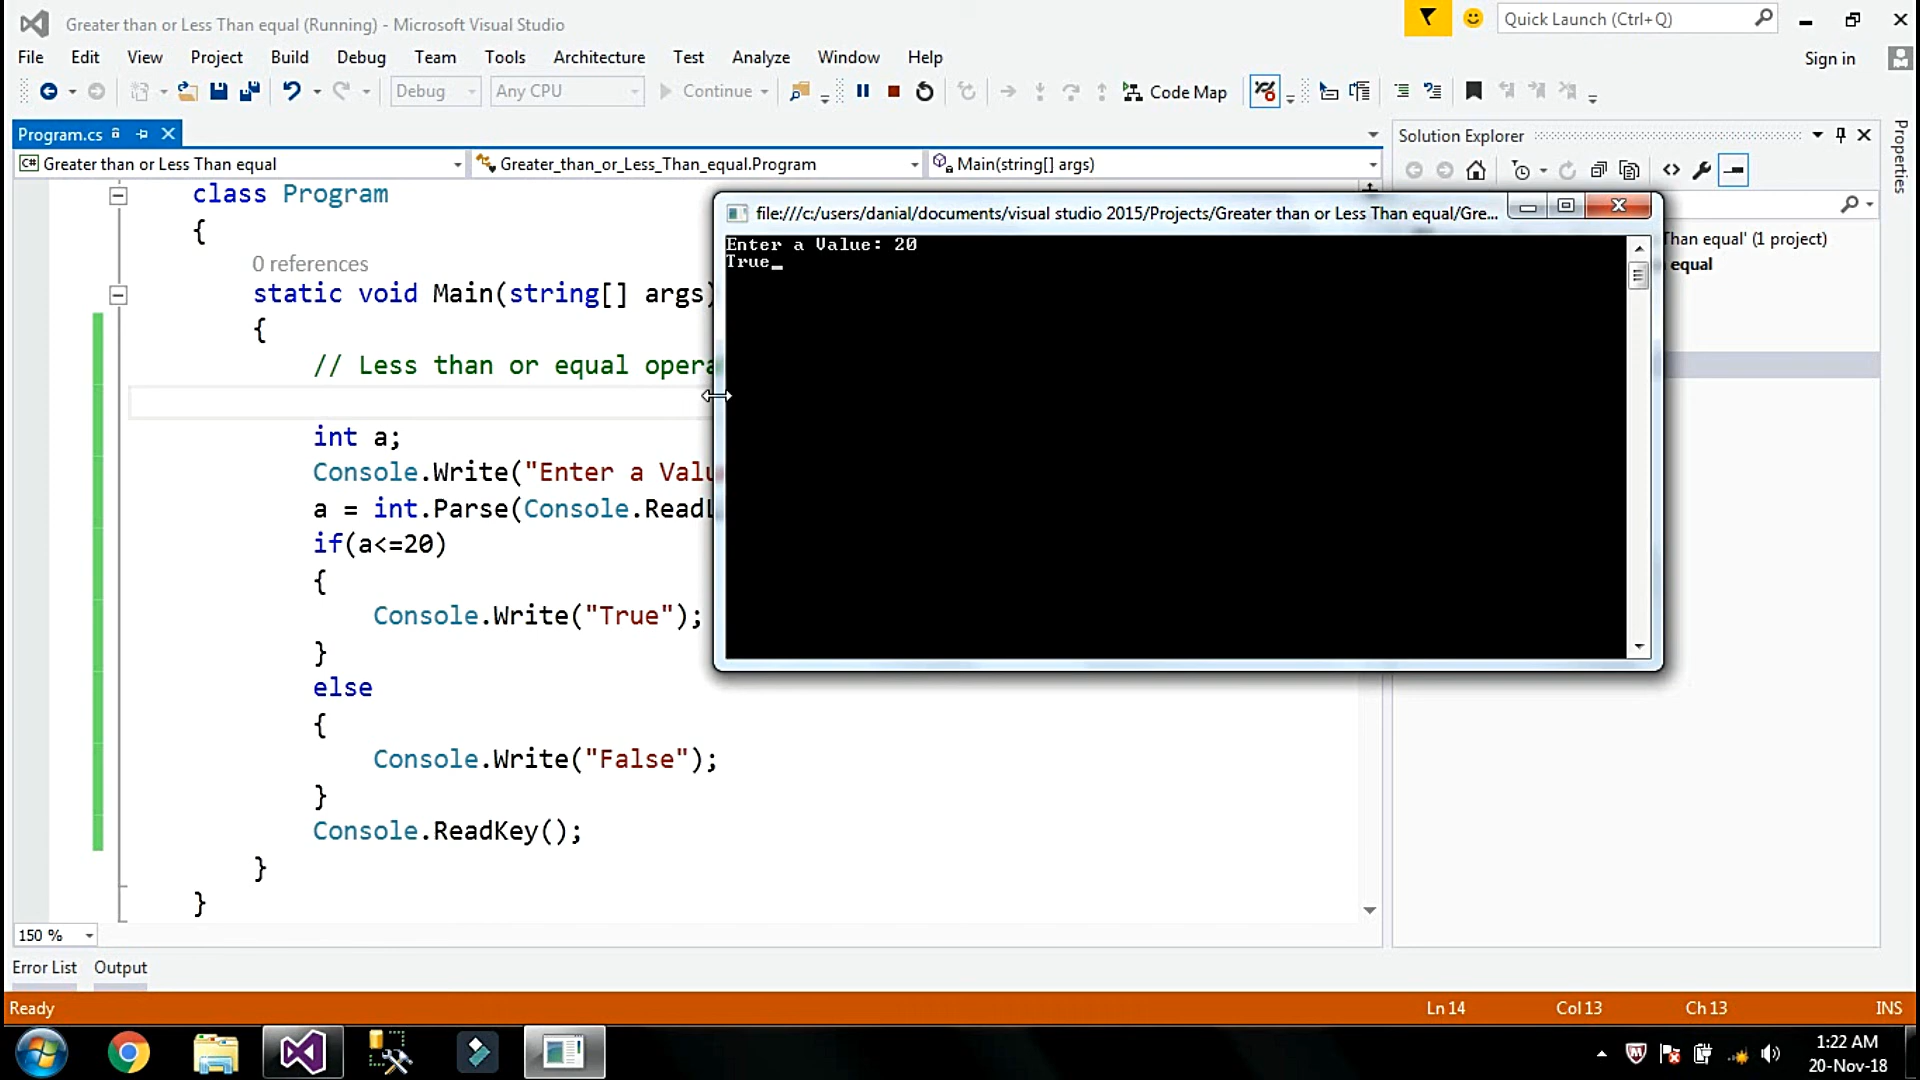 Greater than or Less Than equal (Running) - Microsoft Visual Studio
Quick Launch (Ctrl+Q)
File Edit View Project Build Debug Team Tools Architecture Test Analyze Window Help
Sign in
Debug Any CPU Continue Code Map
Program.cs
Solution Explorer
Properties
C# Greater than or Less Than equal
Greater_than_or_Less_Than_equal.Program
Main(string[] args)
class Program
{
0 references
static void Main(string[] args)
{
// Less than or equal opera
int a;
Console.Write("Enter a Valu
a = int.Parse(Console.ReadL
if(a<=20)
{
Console.Write("True");
}
else
{
Console.Write("False");
}
Console.ReadKey();
}
}
file:///c:/users/danial/documents/visual studio 2015/Projects/Greater than or Less Than equal/Gre...
Enter a Value: 20
True_
Than equal' (1 project)
equal
150 %
Error List Output
Ready
Ln 14 Col 13 Ch 13 INS
1:22 AM
20-Nov-18